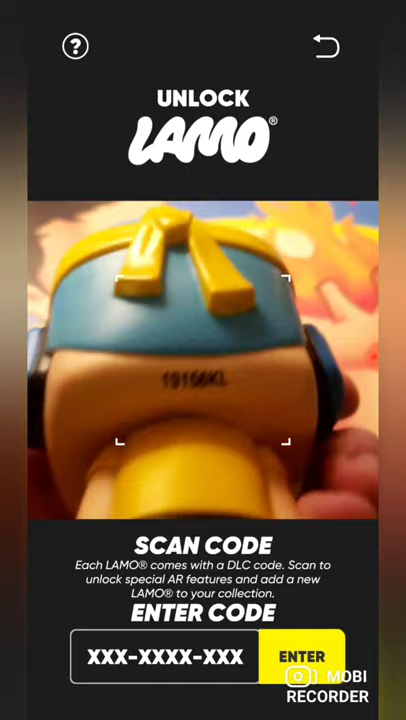 ?
UNLOCK
LAMO®
19156KL
SCAN CODE
Each LAMO® comes with a DLC code. Scan to
unlock special AR features and add a new
LAMO® to your collection.
ENTER CODE
XXX-XXXX-XXX
ENTER
MOBI
RECORDER